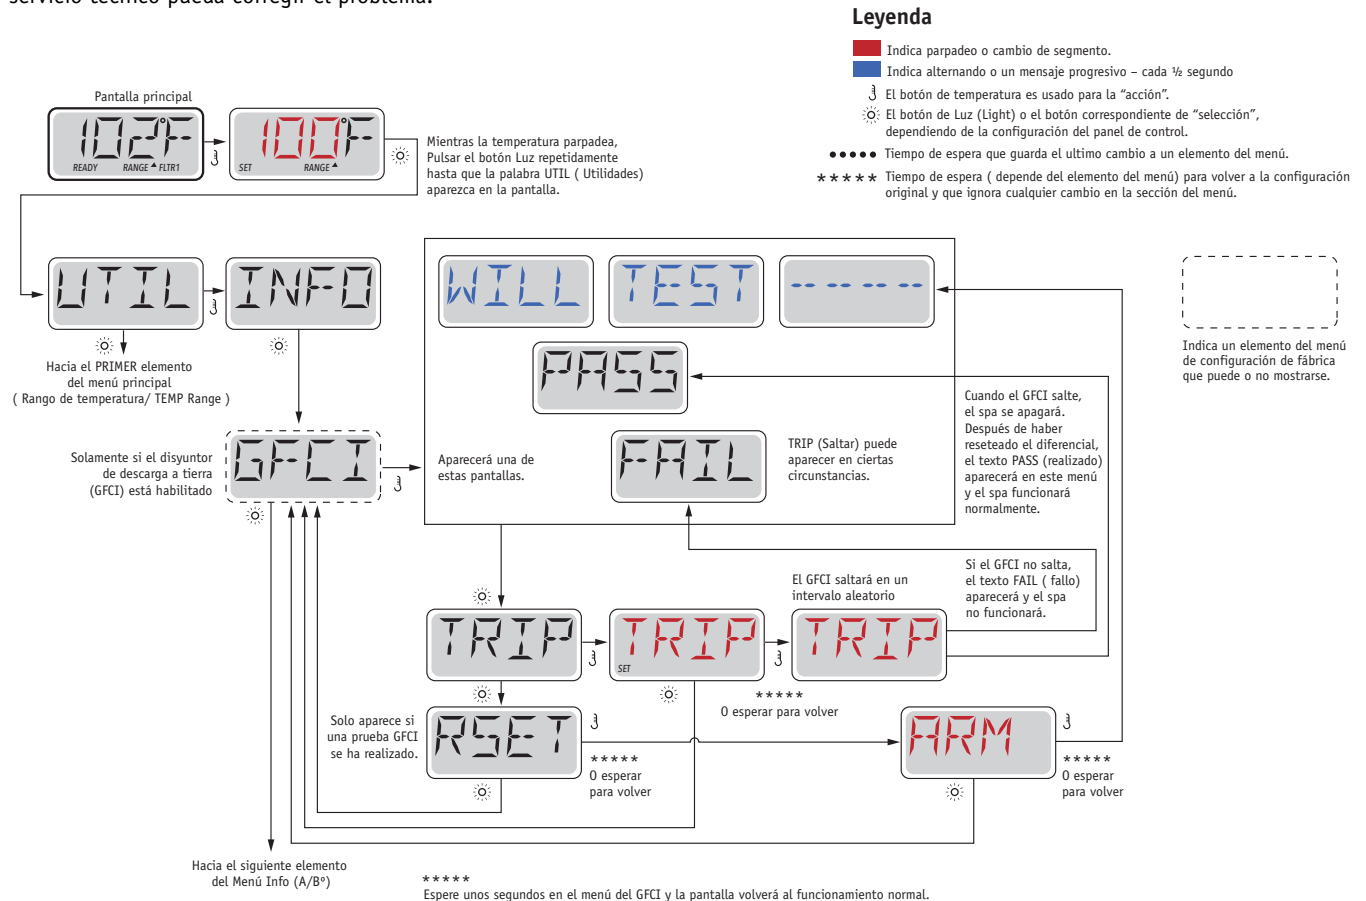 servicio técnico pueda corregir el problema.
Leyenda
Indica parpadeo o cambio de segmento.
Indica alternando o un mensaje progresivo – cada ½ segundo
El botón de temperatura es usado para la “acción”.
El botón de Luz (Light) o el botón correspondiente de “selección”,
dependiendo de la configuración del panel de control.
••••• Tiempo de espera que guarda el ultimo cambio a un elemento del menú.
***** Tiempo de espera ( depende del elemento del menú) para volver a la configuración
original y que ignora cualquier cambio en la sección del menú.
Pantalla principal
102°F
READY RANGE FLTR1
100°F
SET RANGE
Mientras la temperatura parpadea,
Pulsar el botón Luz repetidamente
hasta que la palabra UTIL ( Utilidades)
aparezca en la pantalla.
UTIL
INFO
WILL
TEST
-- -- -- --
Hacia el PRIMER elemento
del menú principal
( Rango de temperatura/ TEMP Range )
Indica un elemento del menú
de configuración de fábrica
que puede o no mostrarse.
PASS
Cuando el GFCI salte,
el spa se apagará.
Después de haber
reseteado el diferencial,
el texto PASS (realizado)
aparecerá en este menú
y el spa funcionará
normalmente.
Solamente si el disyuntor
de descarga a tierra
(GFCI) está habilitado
GFCI
Aparecerá una de
estas pantallas.
FAIL
TRIP (Saltar) puede
aparecer en ciertas
circunstancias.
Si el GFCI no salta,
el texto FAIL ( fallo)
aparecerá y el spa
no funcionará.
El GFCI saltará en un
intervalo aleatorio
TRIP
TRIP
SET
TRIP
*****
O esperar para volver
Solo aparece si
una prueba GFCI
se ha realizado.
RSET
*****
O esperar
para volver
ARM
*****
O esperar
para volver
Hacia el siguiente elemento
del Menú Info (A/Bº)
*****
Espere unos segundos en el menú del GFCI y la pantalla volverá al funcionamiento normal.